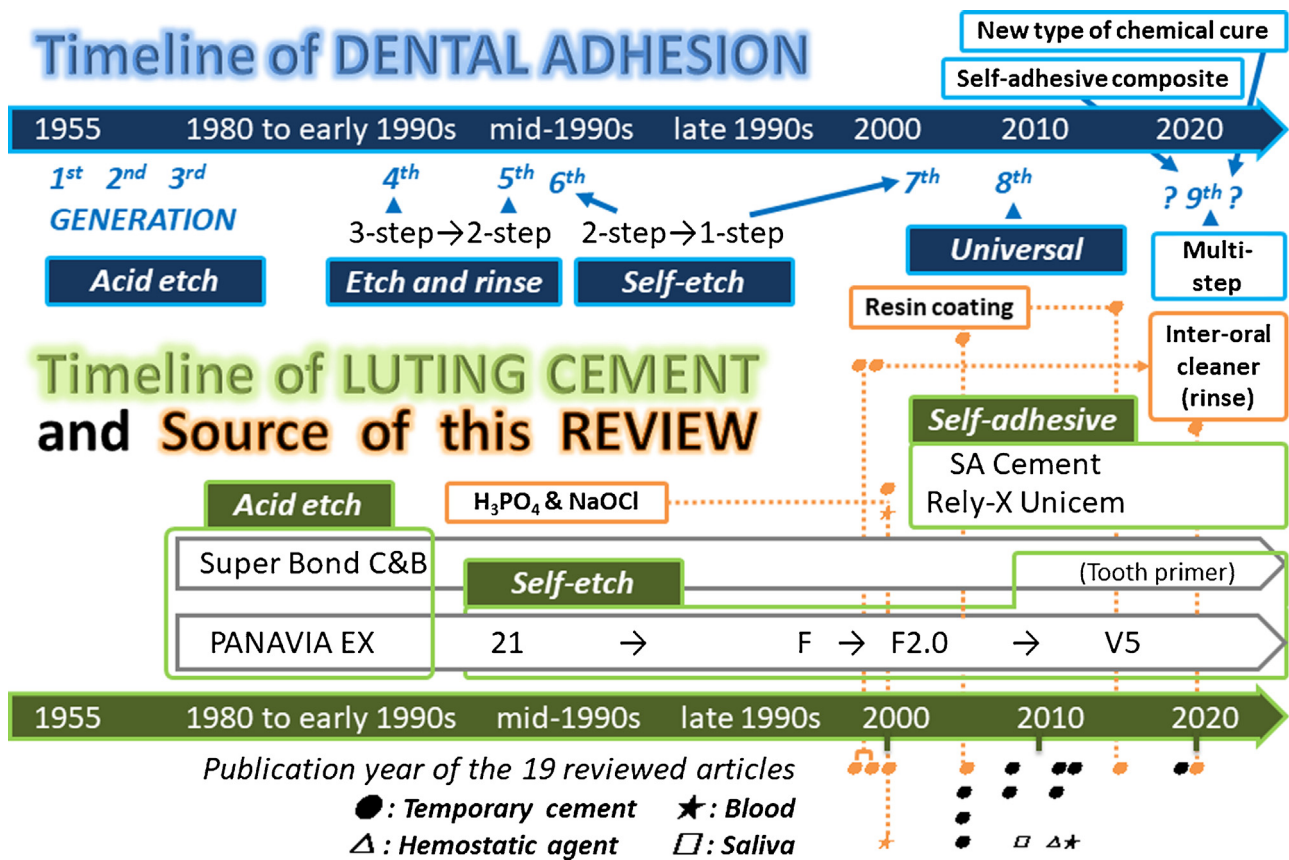 Timeline of DENTAL ADHESION
New type of chemical cure
Self-adhesive composite
1955 1980 to early 1990s mid-1990s late 1990s 2000 2010 2020
1st 2nd 3rd 4th 5th 6th 7th 8th ? 9th ?
GENERATION
3-step→2-step 2-step→1-step
Acid etch
Etch and rinse
Self-etch
Universal
Multi-
step
Resin coating
Inter-oral
cleaner
(rinse)
Timeline of LUTING CEMENT
and Source of this REVIEW
Self-adhesive
SA Cement
Rely-X Unicem
Acid etch
H₃PO₄ & NaOCl
Super Bond C&B
Self-etch
(Tooth primer)
PANAVIA EX 21 → F → F2.0 → V5
1955 1980 to early 1990s mid-1990s late 1990s 2000 2010 2020
Publication year of the 19 reviewed articles
: Temporary cement ★: Blood
△: Hemostatic agent ▱: Saliva